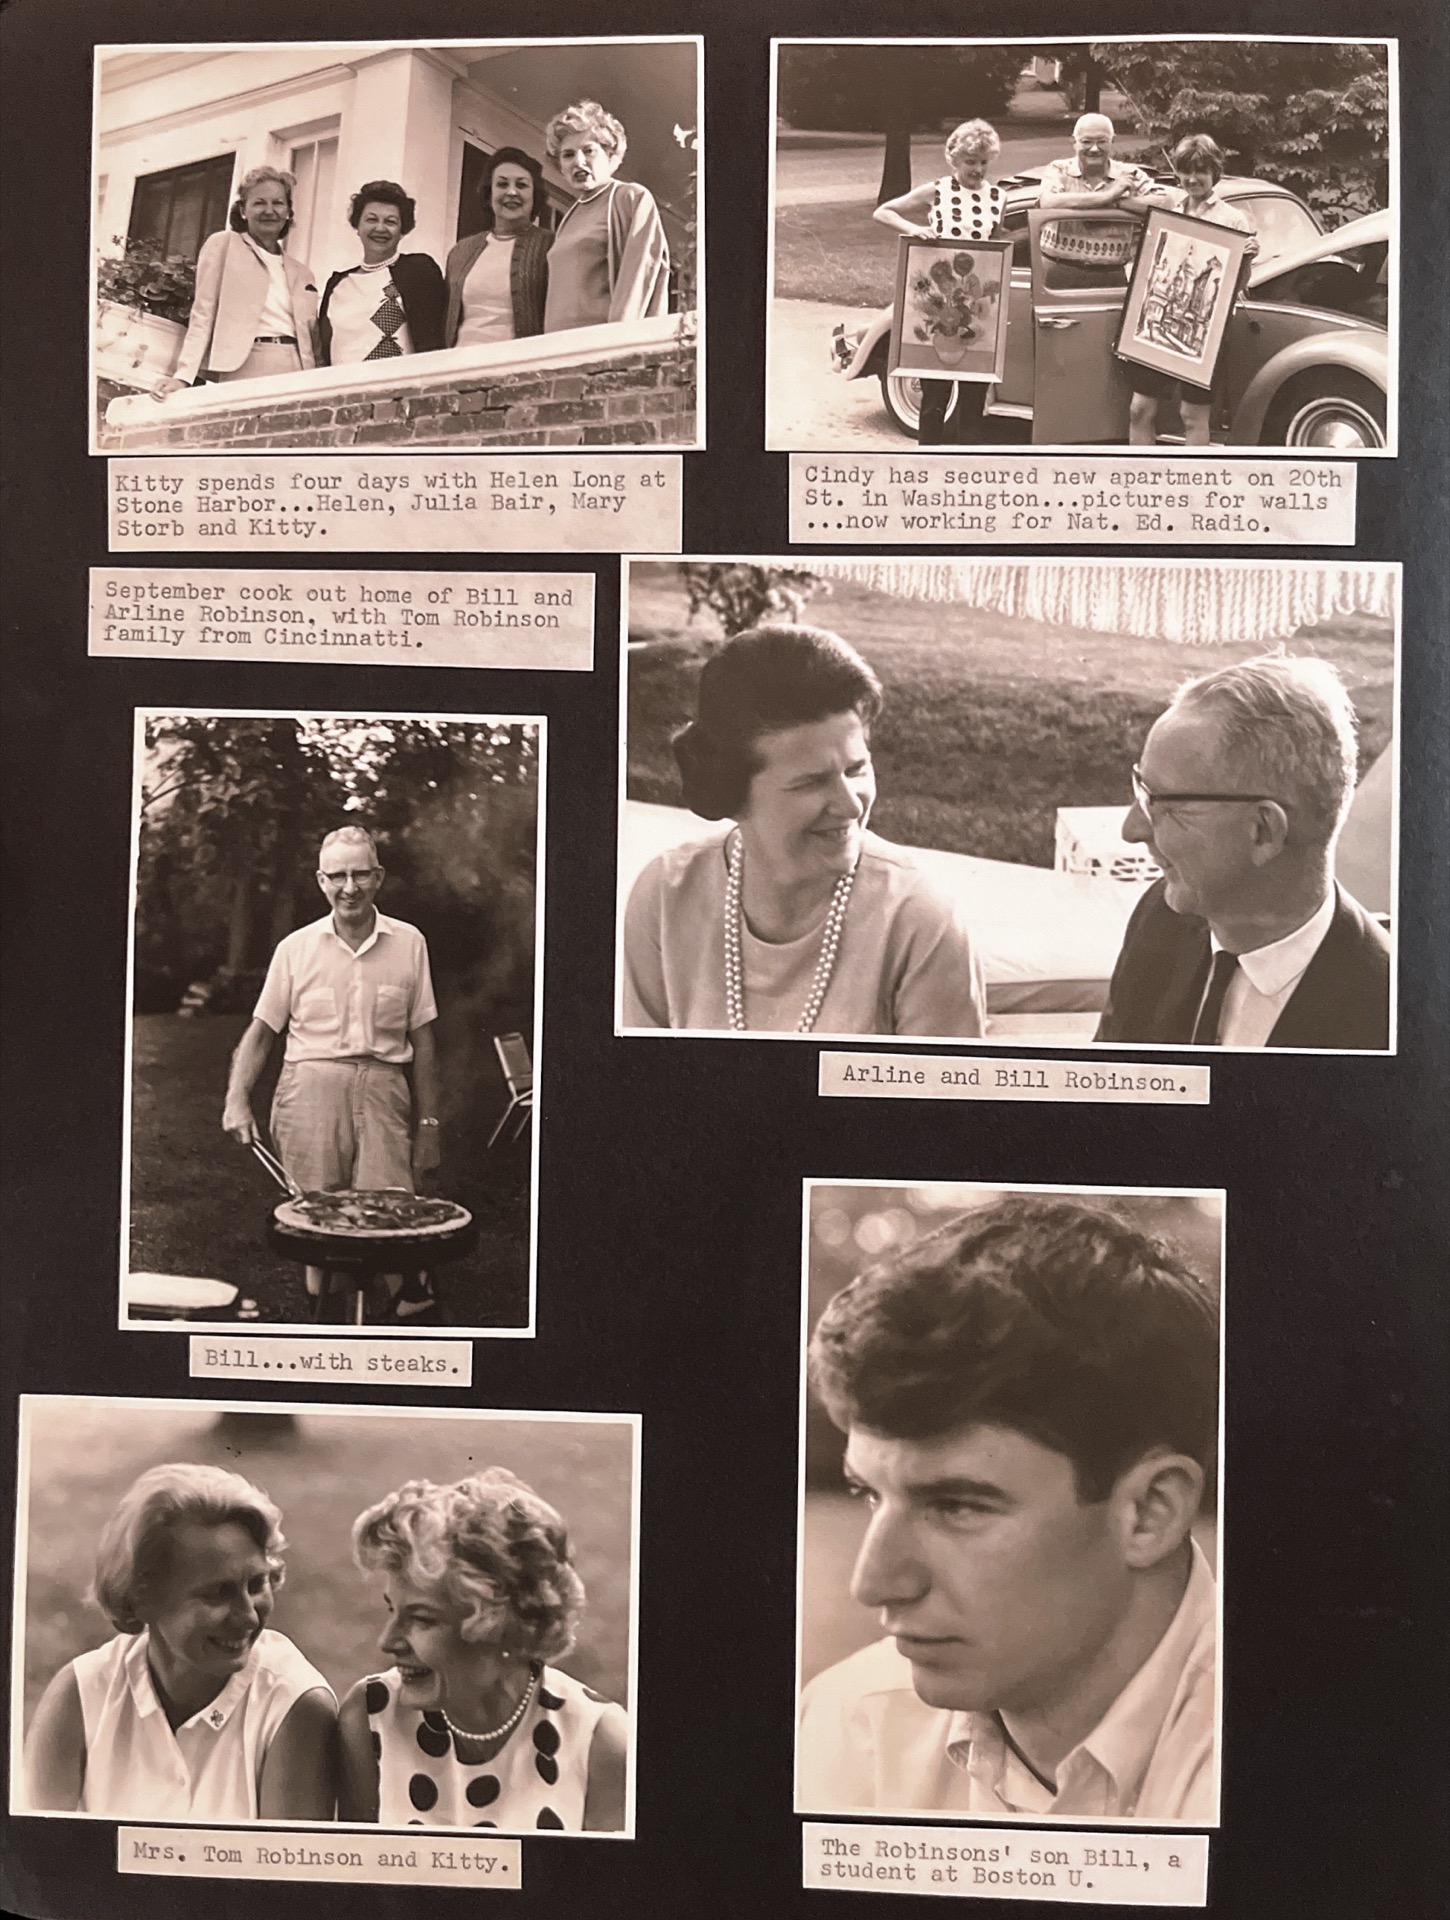 Kitty spends four days with Helen Long at
Stone Harbor...Helen, Julia Bair, Mary
Storb and Kitty.
Cindy has secured new apartment on 20th
St. in Washington...pictures for walls
...now working for Nat. Ed. Radio.
September cook out home of Bill and
Arline Robinson, with Tom Robinson
family from Cincinnatti.
Arline and Bill Robinson.
Bill...with steaks.
Mrs. Tom Robinson and Kitty.
The Robinsons' son Bill, a
student at Boston U.